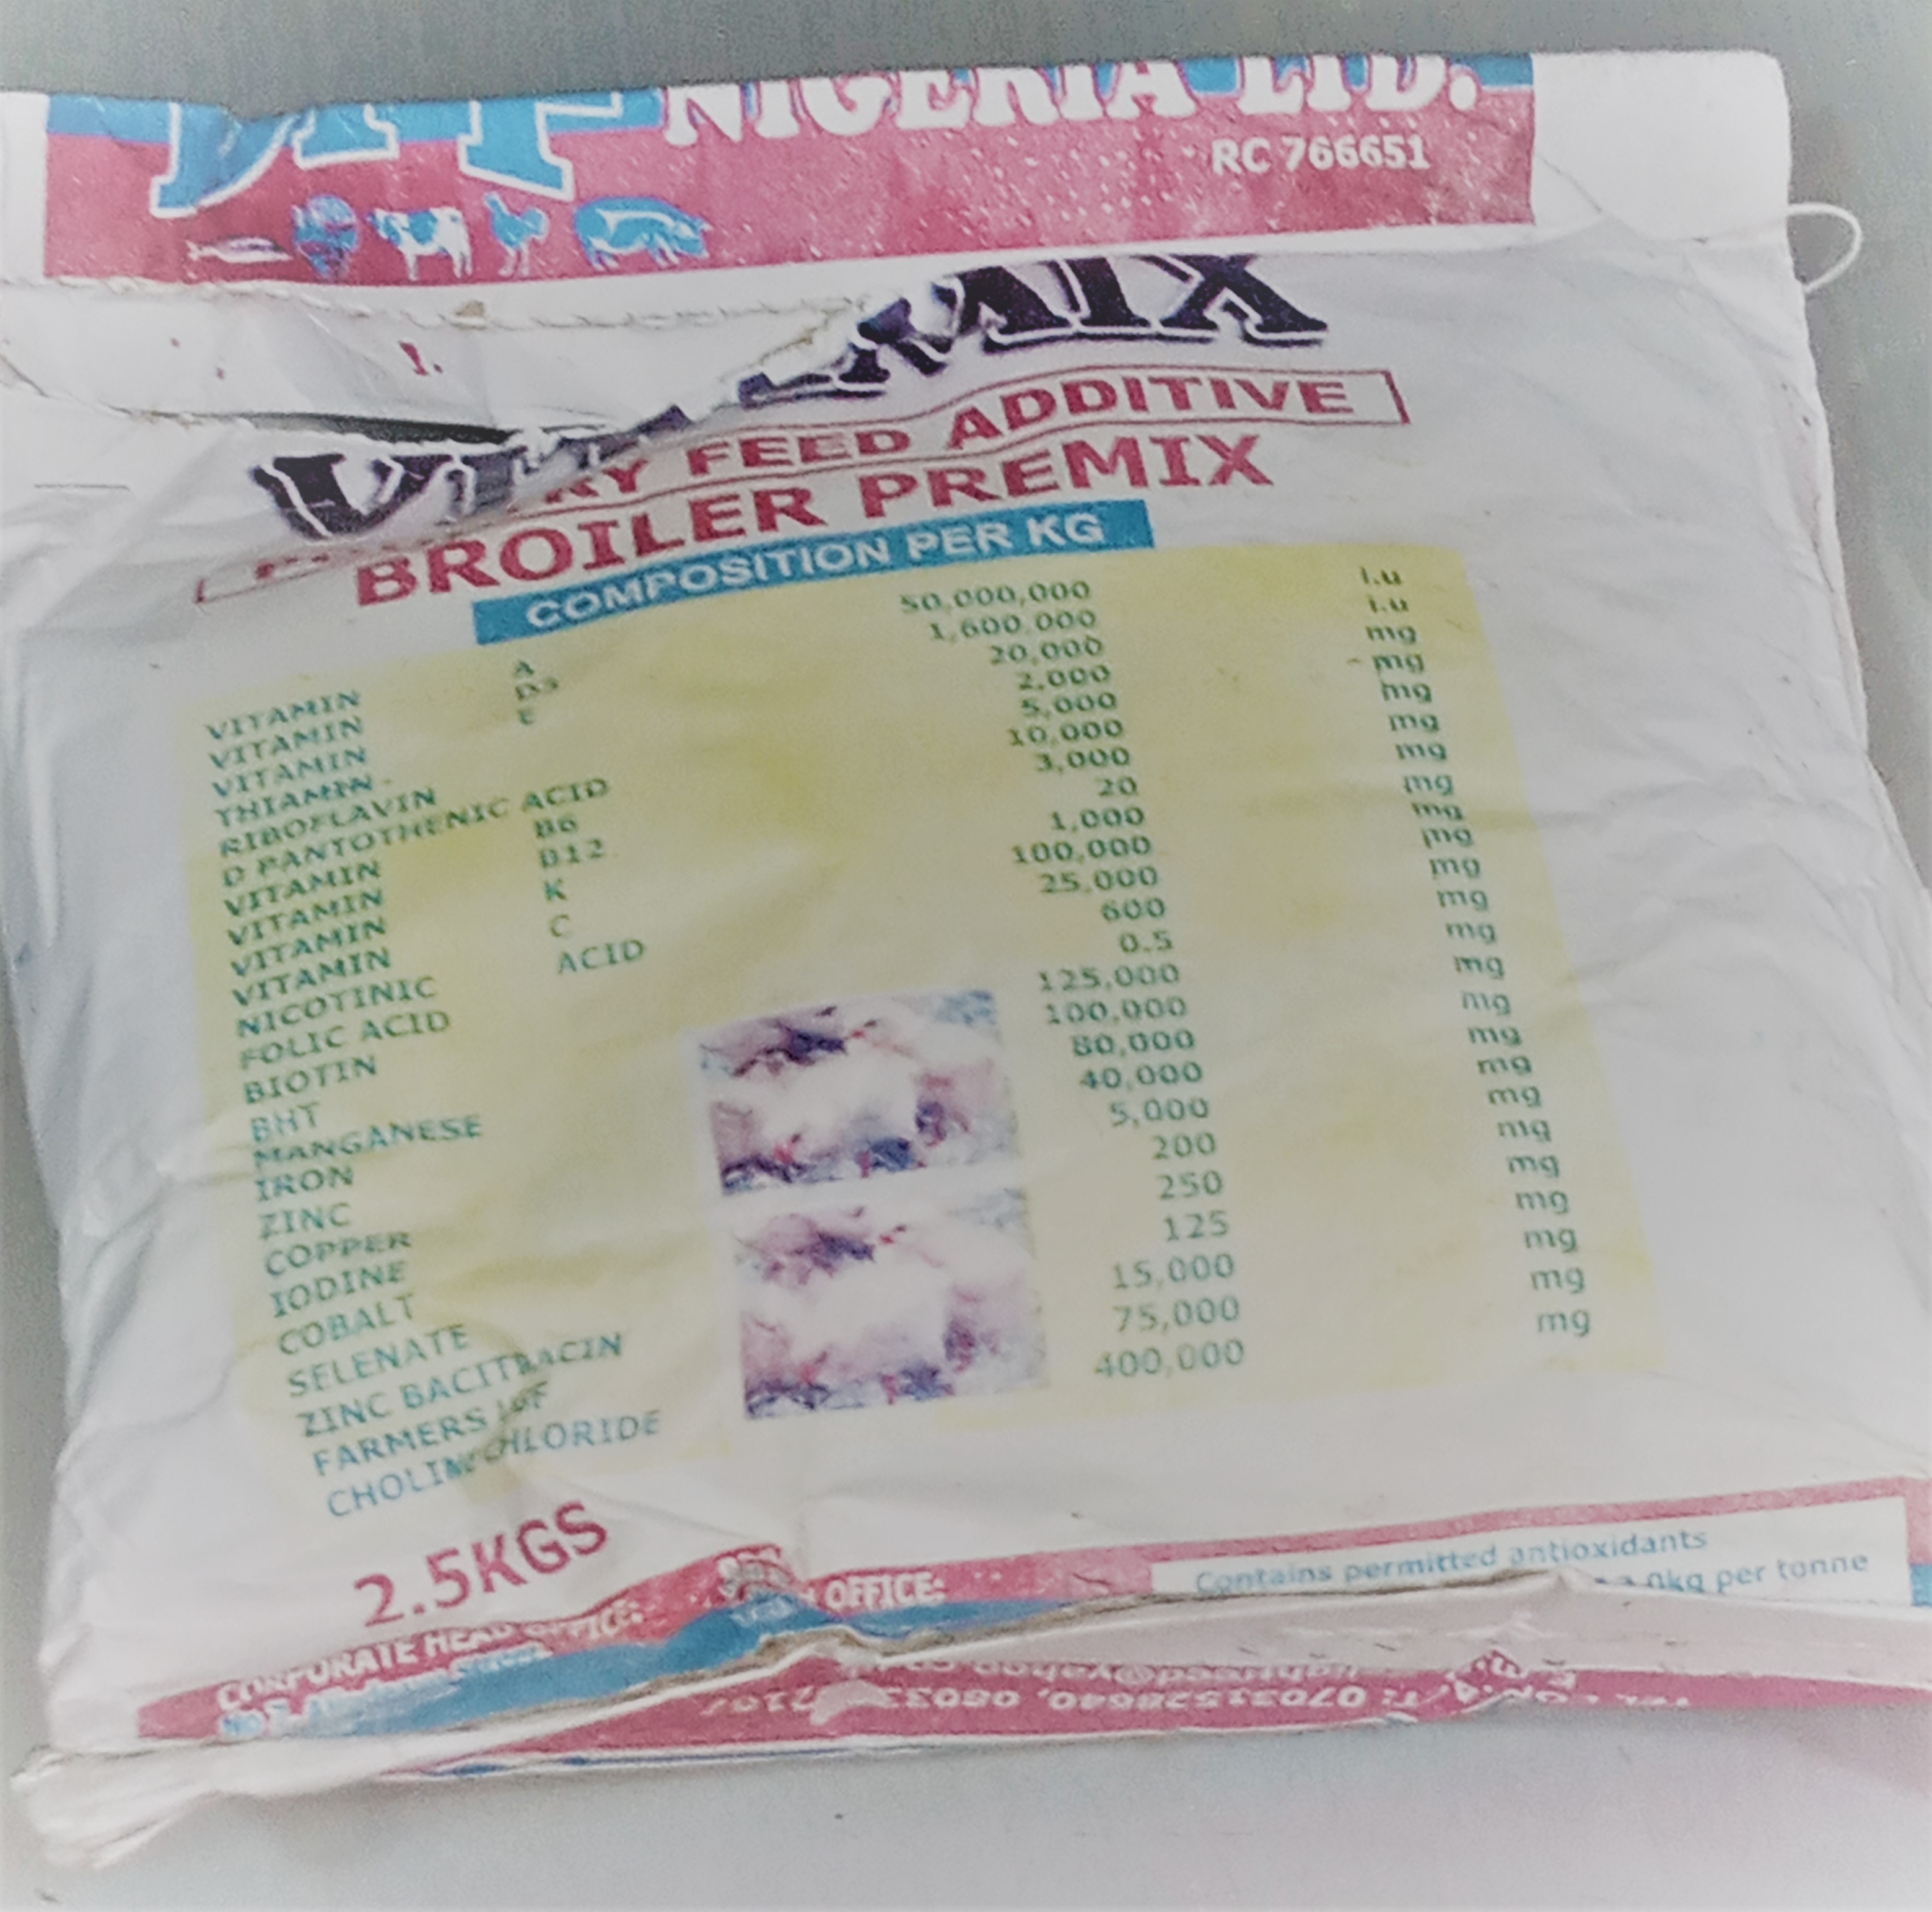 NIGERIA LTD.
RC 766651
FEED ADDITIVE
BROILER PREMIX
COMPOSITION PER KG
VITAMIN A 50,000,000 i.u
VITAMIN D3 1,600,000 i.u
VITAMIN E 20,000 mg
THIAMIN 2,000 mg
RIBOFLAVIN 5,000 mg
D PANTOTHENIC ACID 10,000 mg
VITAMIN B6 3,000 mg
VITAMIN B12 20 mg
VITAMIN K 1,000 mg
VITAMIN C 100,000 mg
NICOTINIC ACID 25,000 mg
FOLIC ACID 600 mg
BIOTIN 0.5 mg
BHT 125,000 mg
MANGANESE 100,000 mg
IRON 80,000 mg
ZINC 40,000 mg
COPPER 5,000 mg
IODINE 200 mg
COBALT 250 mg
SELENATE 125 mg
ZINC BACITRACIN 15,000 mg
FARMERS 75,000 mg
CHLORIDE 400,000 mg
2.5KGS
CORPORATE HEAD OFFICE:
OFFICE:
Contains permitted antioxidants
per tonne
07031528640,